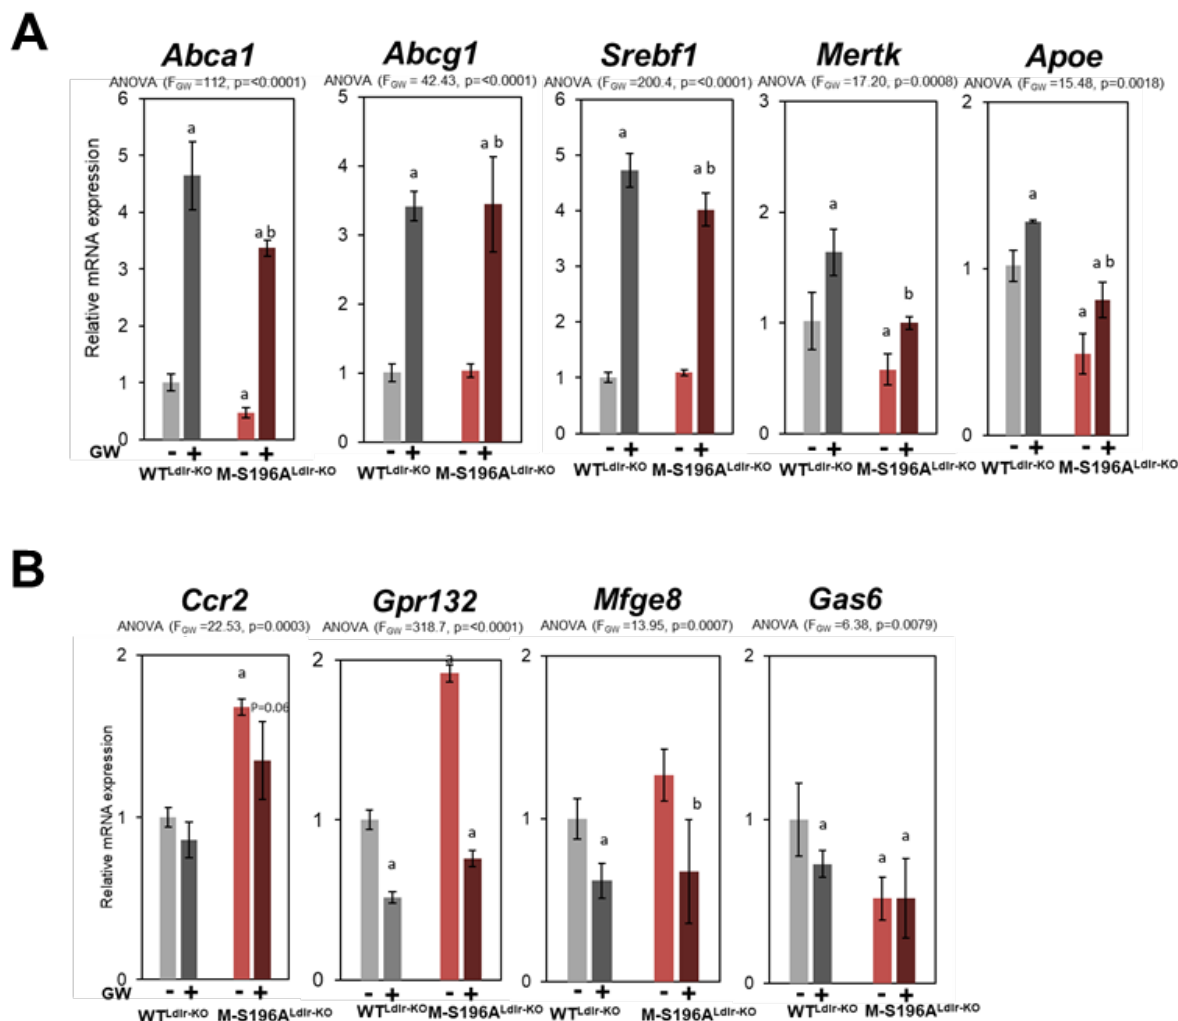 A
Abca1 Abcg1 Srebf1 Mertk Apoe
ANOVA (FGW =112, p=<0.0001) ANOVA (FGW = 42.43, p=<0.0001) ANOVA (FGW =200.4, p=<0.0001) ANOVA (FGW =17.20, p=0.0008) ANOVA (FGW =15.48, p=0.0018)
Relative mRNA expression
6 5 4 3 2 1 0
a a a b
5 4 3 2 1 0
a a b
6 5 4 3 2 1 0
a a b
3 2 1 0
a a b
2 1 0
a a a b
GW - + - + - + - + - + - + - + - + - + - +
WTLdlr-KO M-S196ALdlr-KO WTLdlr-KO M-S196ALdlr-KO WTLdlr-KO M-S196ALdlr-KO WTLdlr-KO M-S196ALdlr-KO WTLdlr-KO M-S196ALdlr-KO
B
Ccr2 Gpr132 Mfge8 Gas6
ANOVA (FGW =22.53, p=0.0003) ANOVA (FGW =318.7, p=<0.0001) ANOVA (FGW =13.95, p=0.0007) ANOVA (FGW =6.38, p=0.0079)
Relative mRNA expression
2 1 0
a P=0.06
2 1 0
a a a
2 1 0
a b
2 1 0
a a a
GW - + - + - + - + - + - + - + - +
WTLdlr-KO M-S196ALdlr-KO WTLdlr-KO M-S196ALdlr-KO WTLdlr-KO M-S196ALdlr-KO WTLdlr-KO M-S196ALdlr-KO